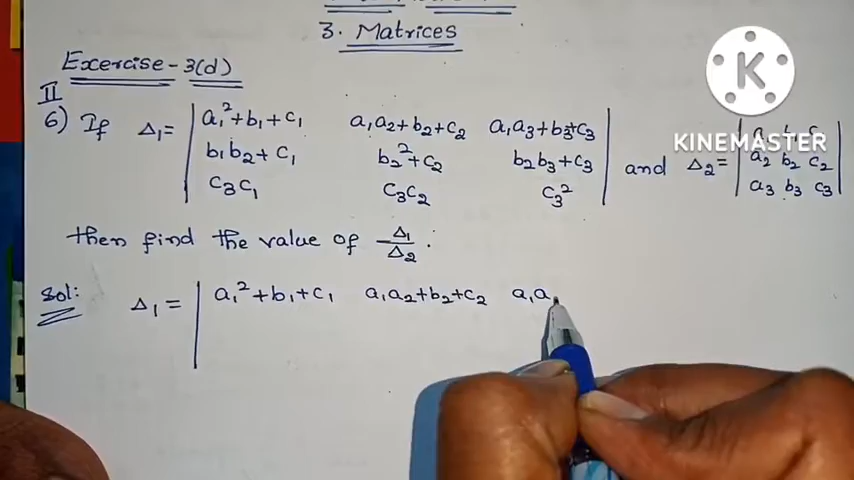 3. Matrices
Exercise-3(d)
II
6) If Δ₁ = | a₁²+b₁+c₁ a₁a₂+b₂+c₂ a₁a₃+b₃+c₃ |
| b₁b₂+c₁ b₂²+c₂ b₂b₃+c₃ | and Δ₂ = | a₂ b₂ c₂ |
| c₃c₁ c₃c₂ c₃² | | a₃ b₃ c₃ |
KINEMASTER
then find the value of Δ₁/Δ₂.
Sol: Δ₁ = | a₁²+b₁+c₁ a₁a₂+b₂+c₂ a₁a